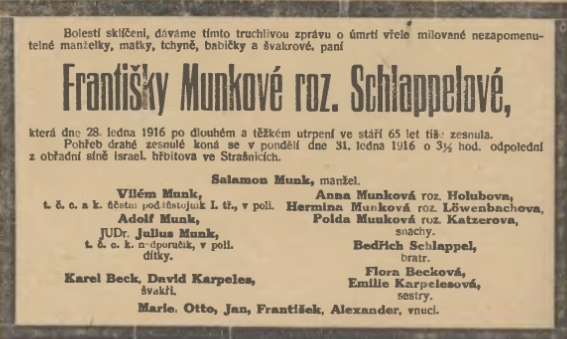 Bolestí skličeni, dáváme tímto truchlivou zprávu o úmrtí vřele milované nezapomenu-
telné manželky, matky, tchyně, babičky a švakrové, paní
Františky Munkové roz. Schlappelové,
která dne 28. ledna 1916 po dlouhém a těžkém utrpení ve stáří 65 let tiše zesnula.
Pohřeb drahé zesnulé koná se v pondělí dne 31. ledna 1916 o 3½ hod. odpolední
z obřadní síně israel. hřbitova ve Strašnicích.
Salamon Munk, manžel.
Vilém Munk,
t. č. c. a k. účetní poddůstojník I. tř., v poli.
Adolf Munk,
JUDr. Julius Munk,
t. č. c. k. nadporučík, v poli.
dítky.
Anna Munková roz. Holubova,
Hermina Munková roz. Löwenbachova,
Polda Munková roz. Katzerova,
snachy.
Bedřich Schlappel,
bratr.
Karel Beck, David Karpeles,
švakři.
Flora Becková,
Emilie Karpelesová,
sestry.
Marie, Otto, Jan, František, Alexander, vnuci.